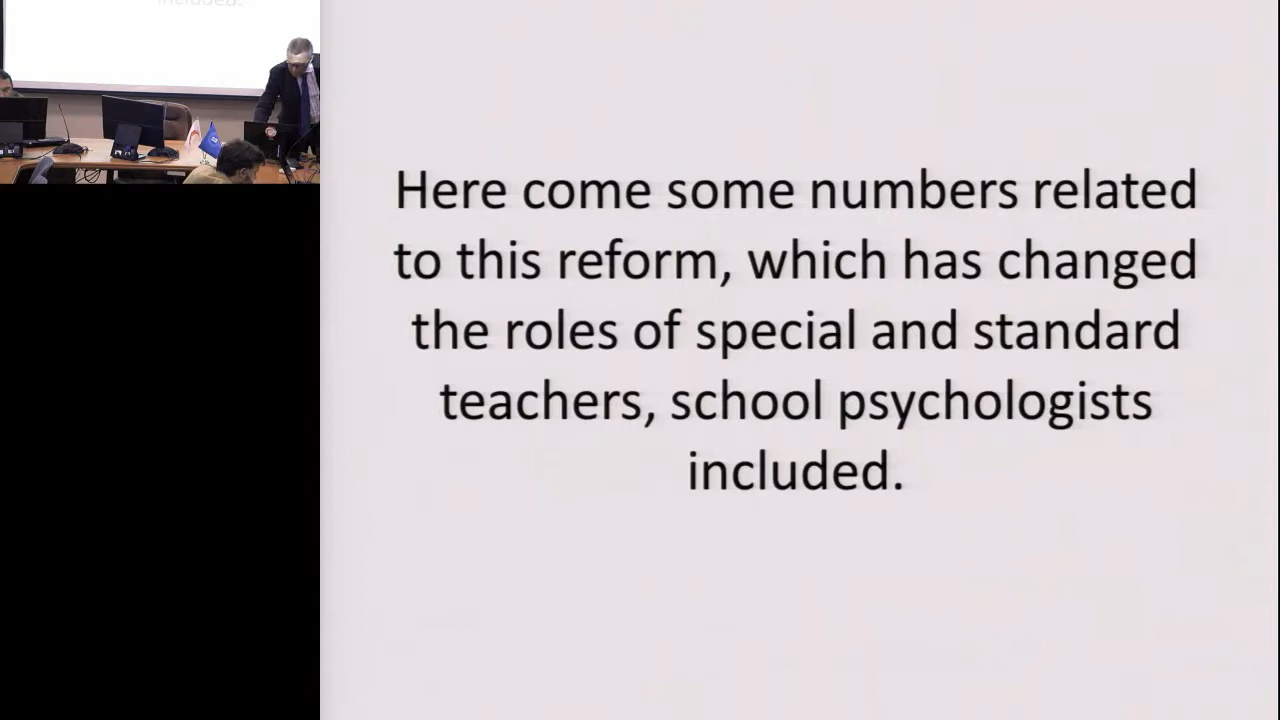 included.
Here come some numbers related
to this reform, which has changed
the roles of special and standard
teachers, school psychologists
included.